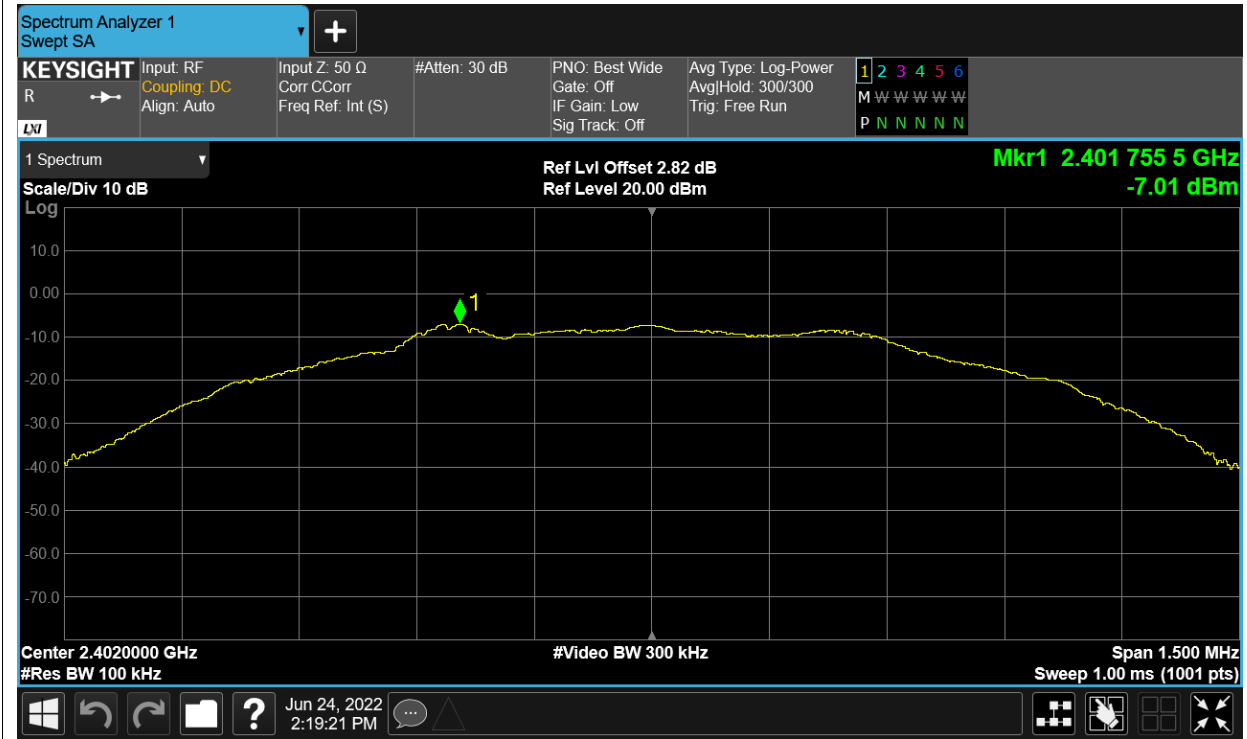 Spectrum Analyzer 1
Swept SA
KEYSIGHT
R
LXI
Input: RF
Coupling: DC
Align: Auto
Input Z: 50 Ω
Corr CCorr
Freq Ref: Int (S)
#Atten: 30 dB
PNO: Best Wide
Gate: Off
IF Gain: Low
Sig Track: Off
Avg Type: Log-Power
Avg|Hold: 300/300
Trig: Free Run
1 2 3 4 5 6
M W W W W W
P N N N N N
1 Spectrum
Scale/Div 10 dB
Log
Ref Lvl Offset 2.82 dB
Ref Level 20.00 dBm
Mkr1 2.401 755 5 GHz
-7.01 dBm
10.0
0.00
1
-10.0
-20.0
-30.0
-40.0
-50.0
-60.0
-70.0
Center 2.4020000 GHz
#Video BW 300 kHz
Span 1.500 MHz
#Res BW 100 kHz
Sweep 1.00 ms (1001 pts)
?
Jun 24, 2022
2:19:21 PM